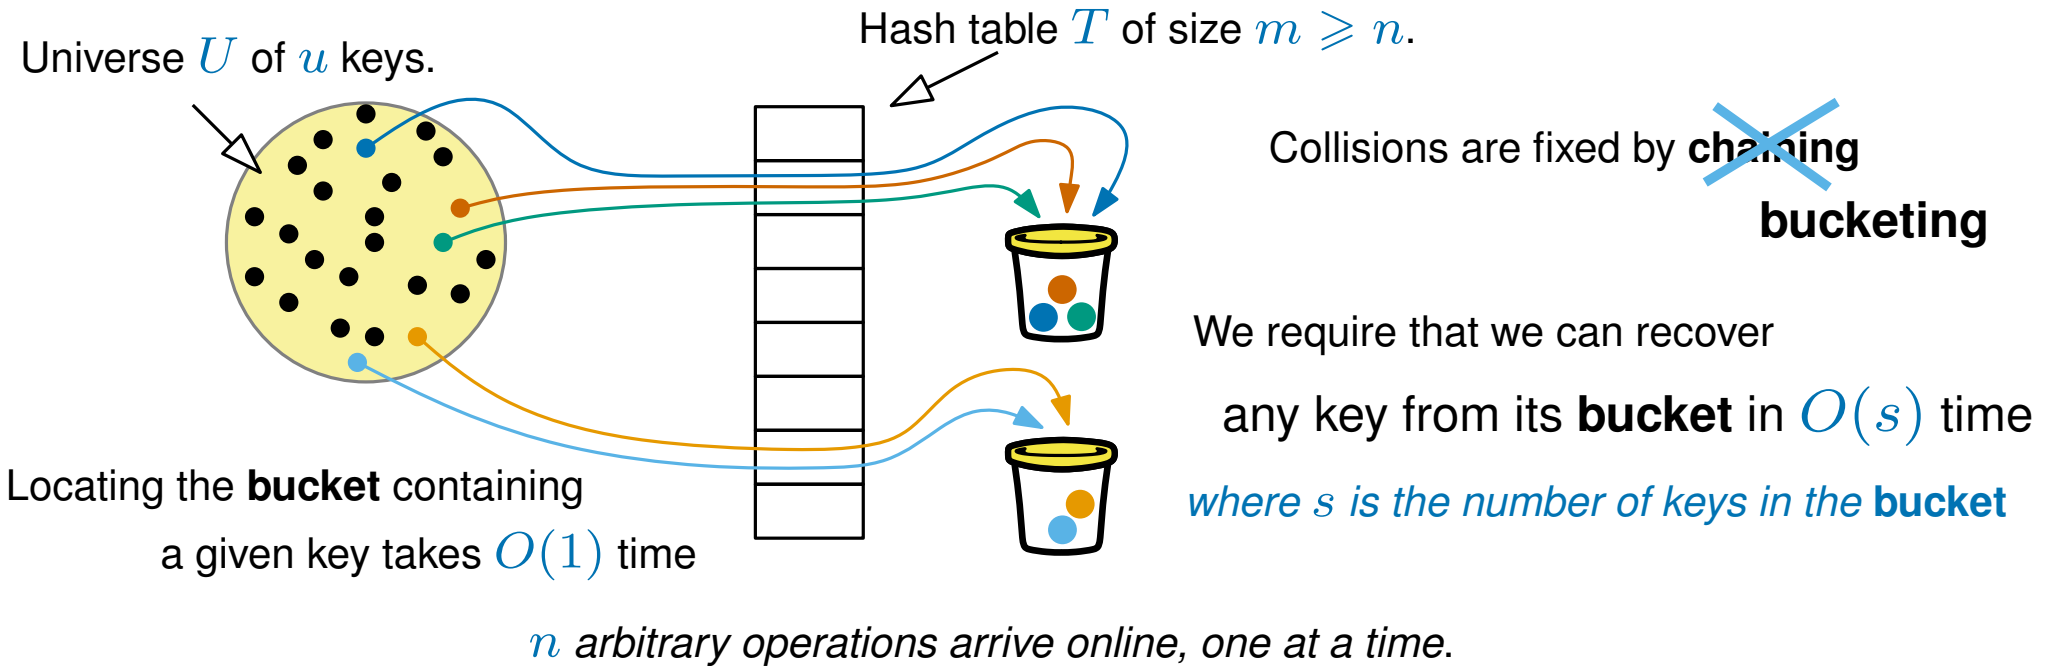 Hash table T of size m ⩾ n.
Universe U of u keys.
Collisions are fixed by chaining
bucketing
We require that we can recover
any key from its bucket in O(s) time
where s is the number of keys in the bucket
Locating the bucket containing
a given key takes O(1) time
n arbitrary operations arrive online, one at a time.